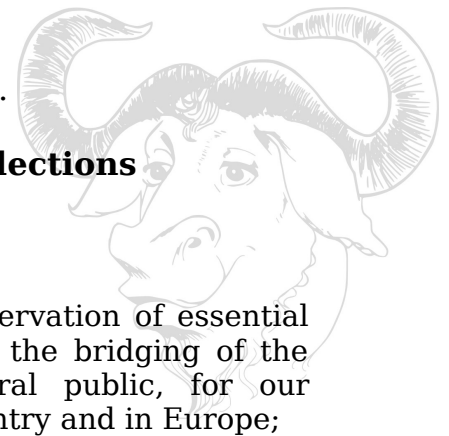 .
lections
ervation of essential
the bridging of the
ral public, for our
ntry and in Europe;